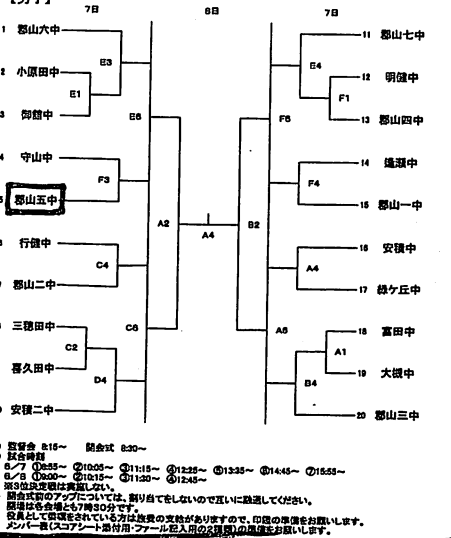 7日
6日
7日
1 郡山六中
2 小原田中
3 御舘中
4 守山中
5 郡山五中
6 行健中
7 郡山二中
三穂田中
喜久田中
安積二中
E3
E1
F3
C4
C2
D4
E6
C6
A2
A4
B2
F6
A6
E4
F1
F4
A4
A1
B4
11 郡山七中
12 明健中
13 郡山四中
14 逢瀬中
15 郡山一中
16 安積中
17 緑ケ丘中
18 富田中
19 大槻中
20 郡山三中
監督会 8:15～ 開会式 8:30～
試合時刻
6/7 ①8:55～ ②10:05～ ③11:15～ ④12:25～ ⑤13:35～ ⑥14:45～ ⑦15:55～
6/8 ①9:00～ ②10:15～ ③11:30～ ④12:45～
※3位決定戦は実施しない。
開会式前のアップについては、割り当てをしないので互いに融通してください。
開場は各会場とも7時30分です。
役員として委嘱をされている方は旅費の支給がありますので、印鑑の準備をお願いします。
メンバー表(スコアシート添付用・ファール記入用の2種類)の準備をお願いします。